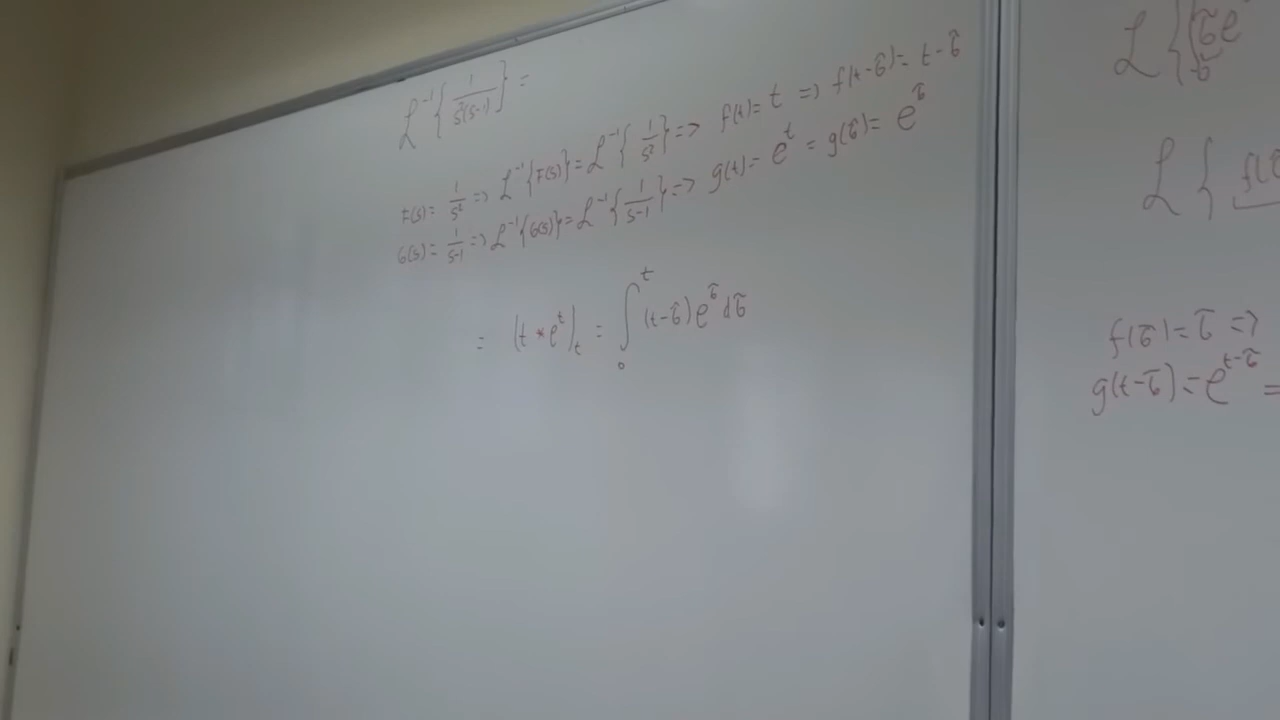 ℒ⁻¹{1/(s²(s-1))} =
F(s) = 1/s² => ℒ⁻¹{F(s)} = ℒ⁻¹{1/s²} => f(t) = t => f(t-τ) = t-τ
G(s) = 1/(s-1) => ℒ⁻¹{G(s)} = ℒ⁻¹{1/(s-1)} => g(t) = e^t = g(τ) = e^τ
= (t * e^t)_t = ∫₀^t (t-τ) e^τ dτ
ℒ{
ℒ{ f(
f(τ) = τ =>
g(t-τ) = e^(t-τ) =